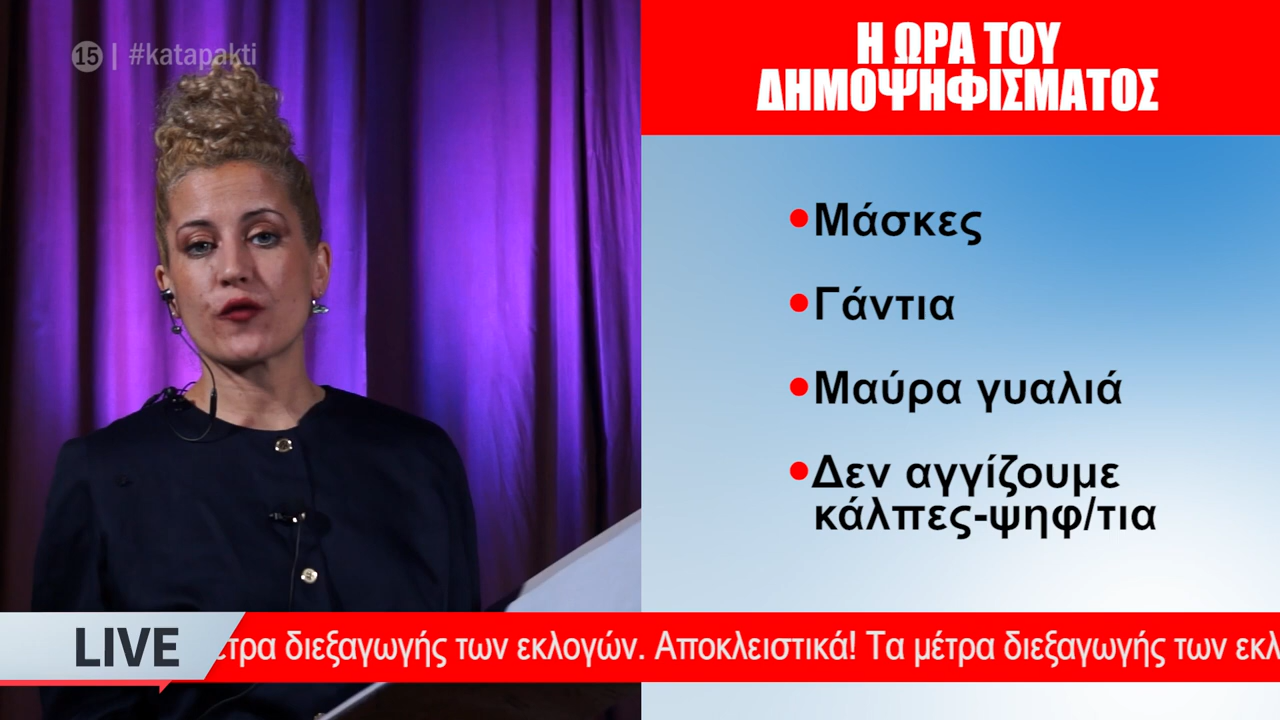 15 | #katapakti
Η ΩΡΑ ΤΟΥ
ΔΗΜΟΨΗΦΙΣΜΑΤΟΣ
•Μάσκες
•Γάντια
•Μαύρα γυαλιά
•Δεν αγγίζουμε
κάλπες-ψηφ/τια
LIVE
έτρα διεξαγωγής των εκλογών. Αποκλειστικά! Τα μέτρα διεξαγωγής των εκλ